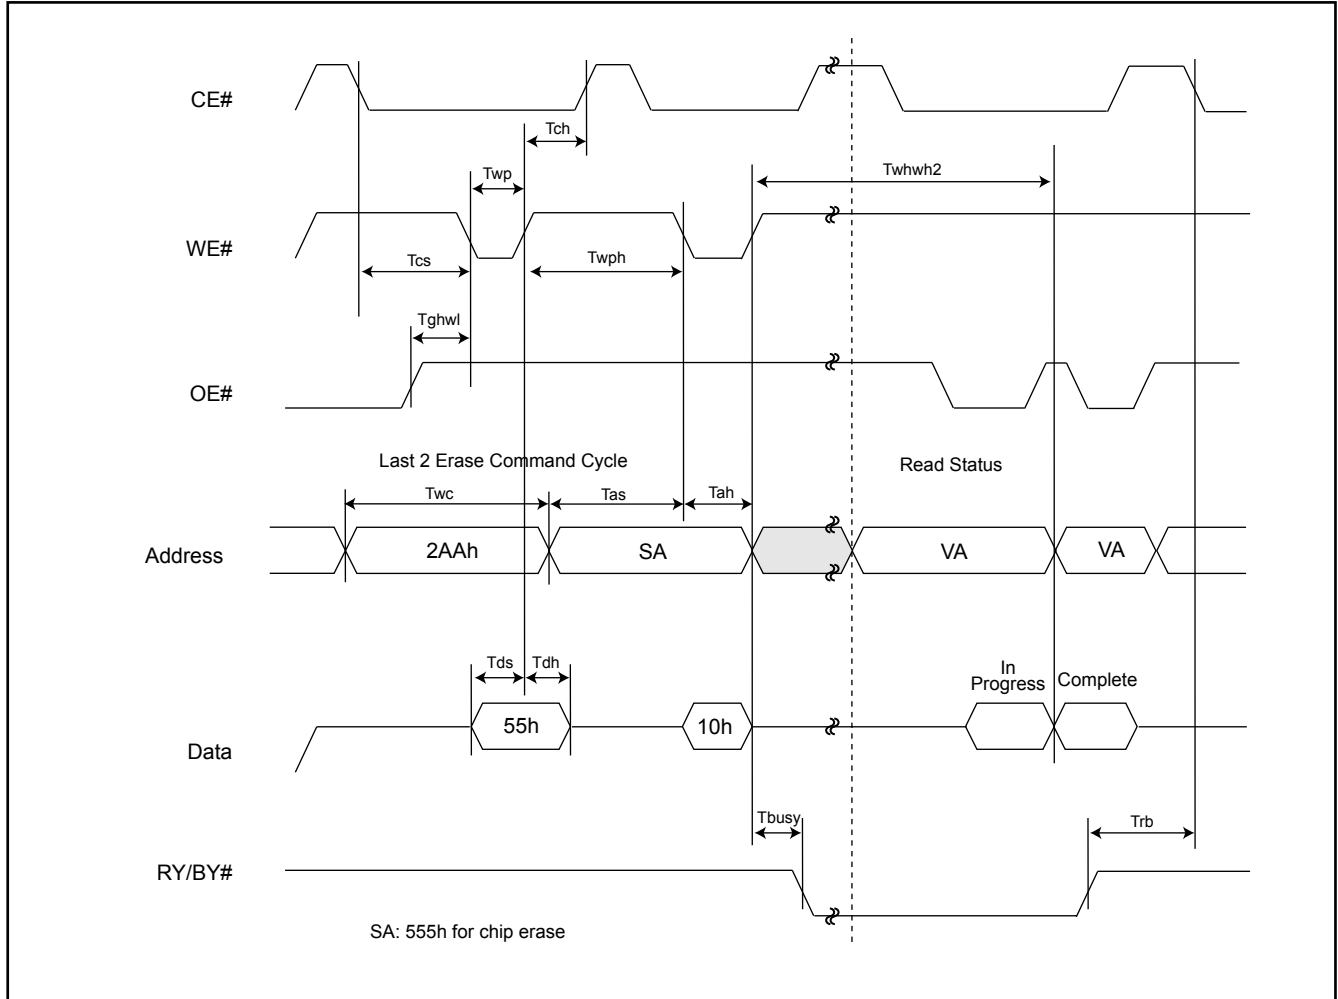 CE#
Tch
Twp
Twhwh2
WE#
Tcs
Twph
Tghwl
OE#
Last 2 Erase Command Cycle
Read Status
Twc
Tas
Tah
Address
2AAh
SA
VA
VA
Tds
Tdh
In
Progress
Complete
55h
10h
Data
Tbusy
Trb
RY/BY#
SA: 555h for chip erase